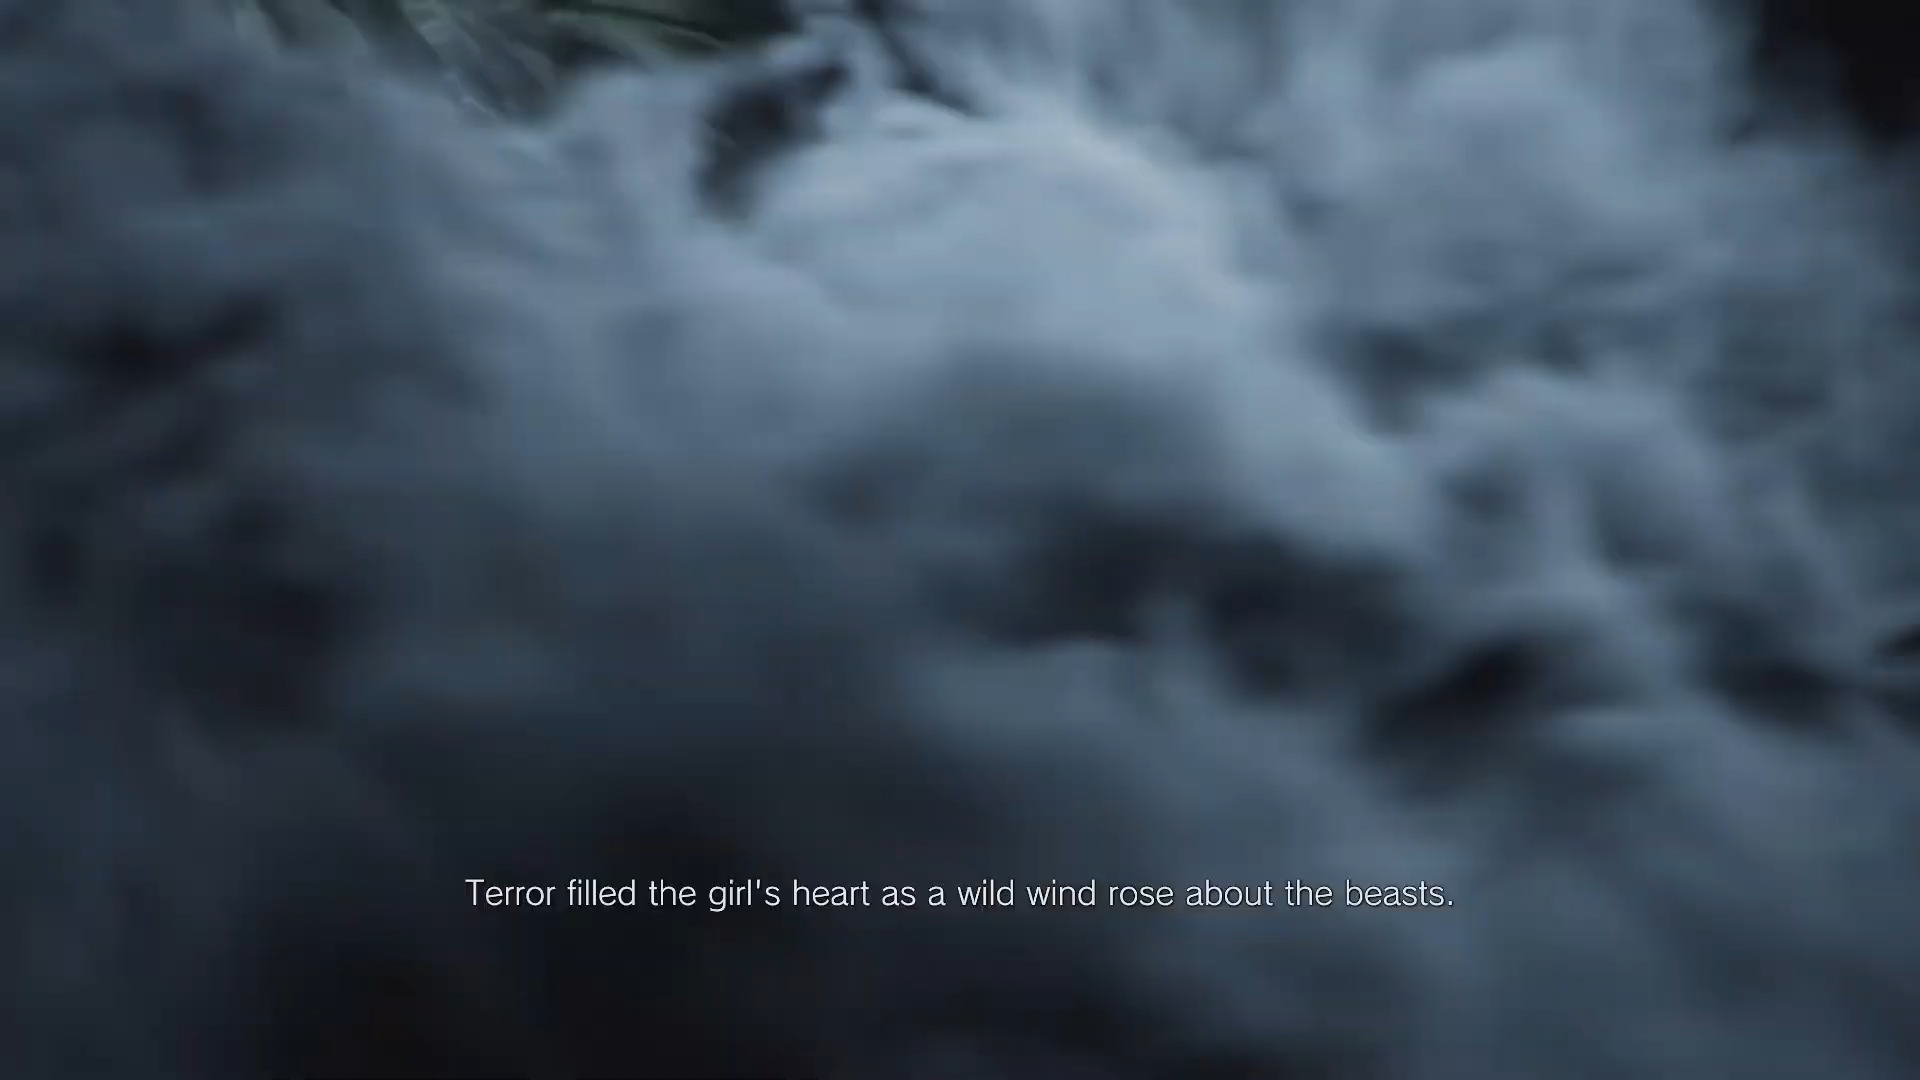 Terror filled the girl's heart as a wild wind rose about the beasts.